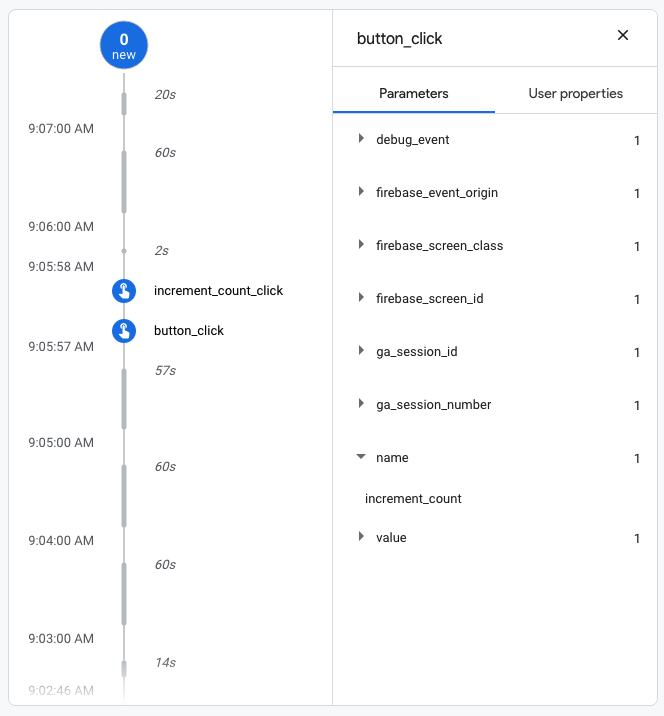 0
new
20s
9:07:00 AM
60s
9:06:00 AM
2s
9:05:58 AM
increment_count_click
button_click
9:05:57 AM
57s
9:05:00 AM
60s
9:04:00 AM
60s
9:03:00 AM
14s
9:02:46 AM
button_click
Parameters User properties
debug_event 1
firebase_event_origin 1
firebase_screen_class 1
firebase_screen_id 1
ga_session_id 1
ga_session_number 1
name 1
increment_count
value 1